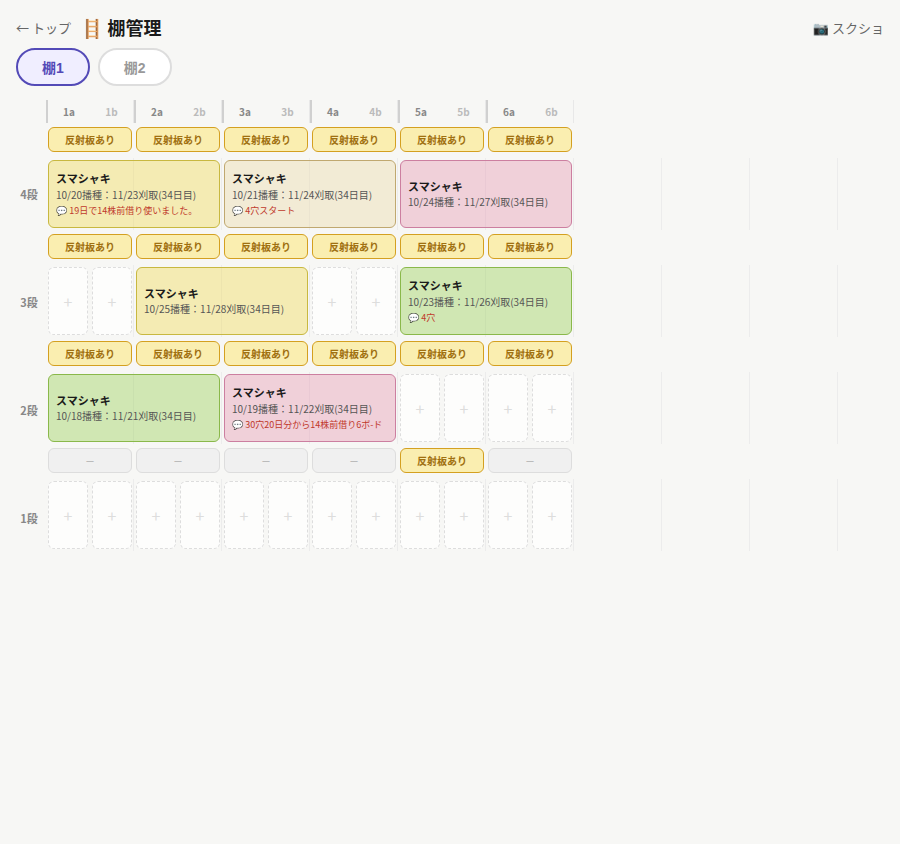 ← トップ 🪜 棚管理 📷 スクショ
棚1 棚2
1a 1b 2a 2b 3a 3b 4a 4b 5a 5b 6a 6b
反射板あり 反射板あり 反射板あり 反射板あり 反射板あり 反射板あり
4段
スマシャキ
10/20播種：11/23刈取(34日目)
💬 19日で14株前借り使いました。
スマシャキ
10/21播種：11/24刈取(34日目)
💬 4穴スタート
スマシャキ
10/24播種：11/27刈取(34日目)
反射板あり 反射板あり 反射板あり 反射板あり 反射板あり 反射板あり
3段
+ +
スマシャキ
10/25播種：11/28刈取(34日目)
+ +
スマシャキ
10/23播種：11/26刈取(34日目)
💬 4穴
反射板あり 反射板あり 反射板あり 反射板あり 反射板あり 反射板あり
2段
スマシャキ
10/18播種：11/21刈取(34日目)
スマシャキ
10/19播種：11/22刈取(34日目)
💬 30穴20日分から14株前借り6ボード
+ + + +
— — — — 反射板あり —
1段
+ + + + + + + + + + + +